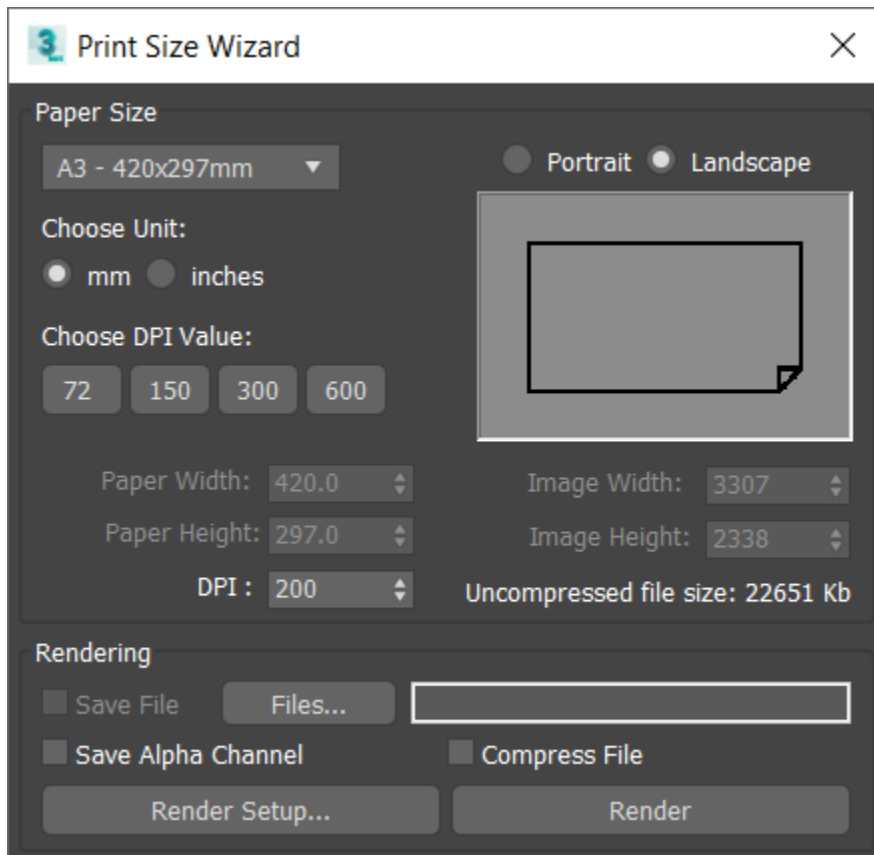 Print Size Wizard
Paper Size
A3 - 420x297mm
Portrait Landscape
Choose Unit:
mm inches
Choose DPI Value:
72 150 300 600
Paper Width: 420.0 Image Width: 3307
Paper Height: 297.0 Image Height: 2338
DPI : 200 Uncompressed file size: 22651 Kb
Rendering
Save File Files...
Save Alpha Channel Compress File
Render Setup... Render